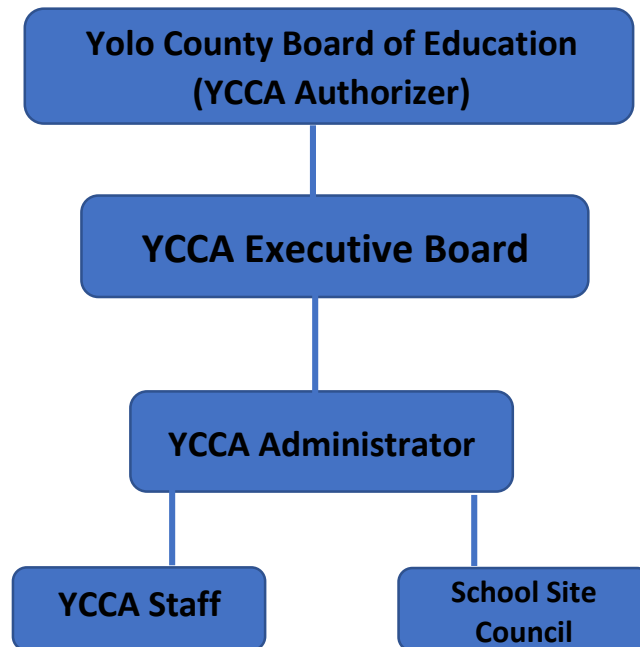 Yolo County Board of Education
(YCCA Authorizer)
YCCA Executive Board
YCCA Administrator
YCCA Staff
School Site
Council